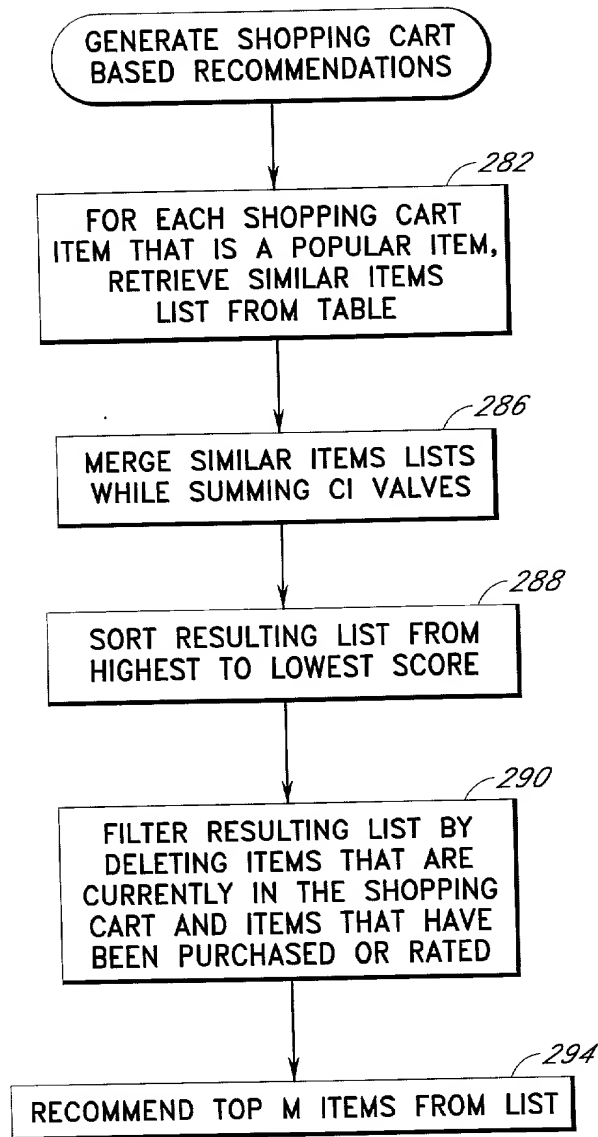 GENERATE SHOPPING CART
BASED RECOMMENDATIONS
282
FOR EACH SHOPPING CART
ITEM THAT IS A POPULAR ITEM,
RETRIEVE SIMILAR ITEMS
LIST FROM TABLE
286
MERGE SIMILAR ITEMS LISTS
WHILE SUMMING CI VALVES
288
SORT RESULTING LIST FROM
HIGHEST TO LOWEST SCORE
290
FILTER RESULTING LIST BY
DELETING ITEMS THAT ARE
CURRENTLY IN THE SHOPPING
CART AND ITEMS THAT HAVE
BEEN PURCHASED OR RATED
294
RECOMMEND TOP M ITEMS FROM LIST